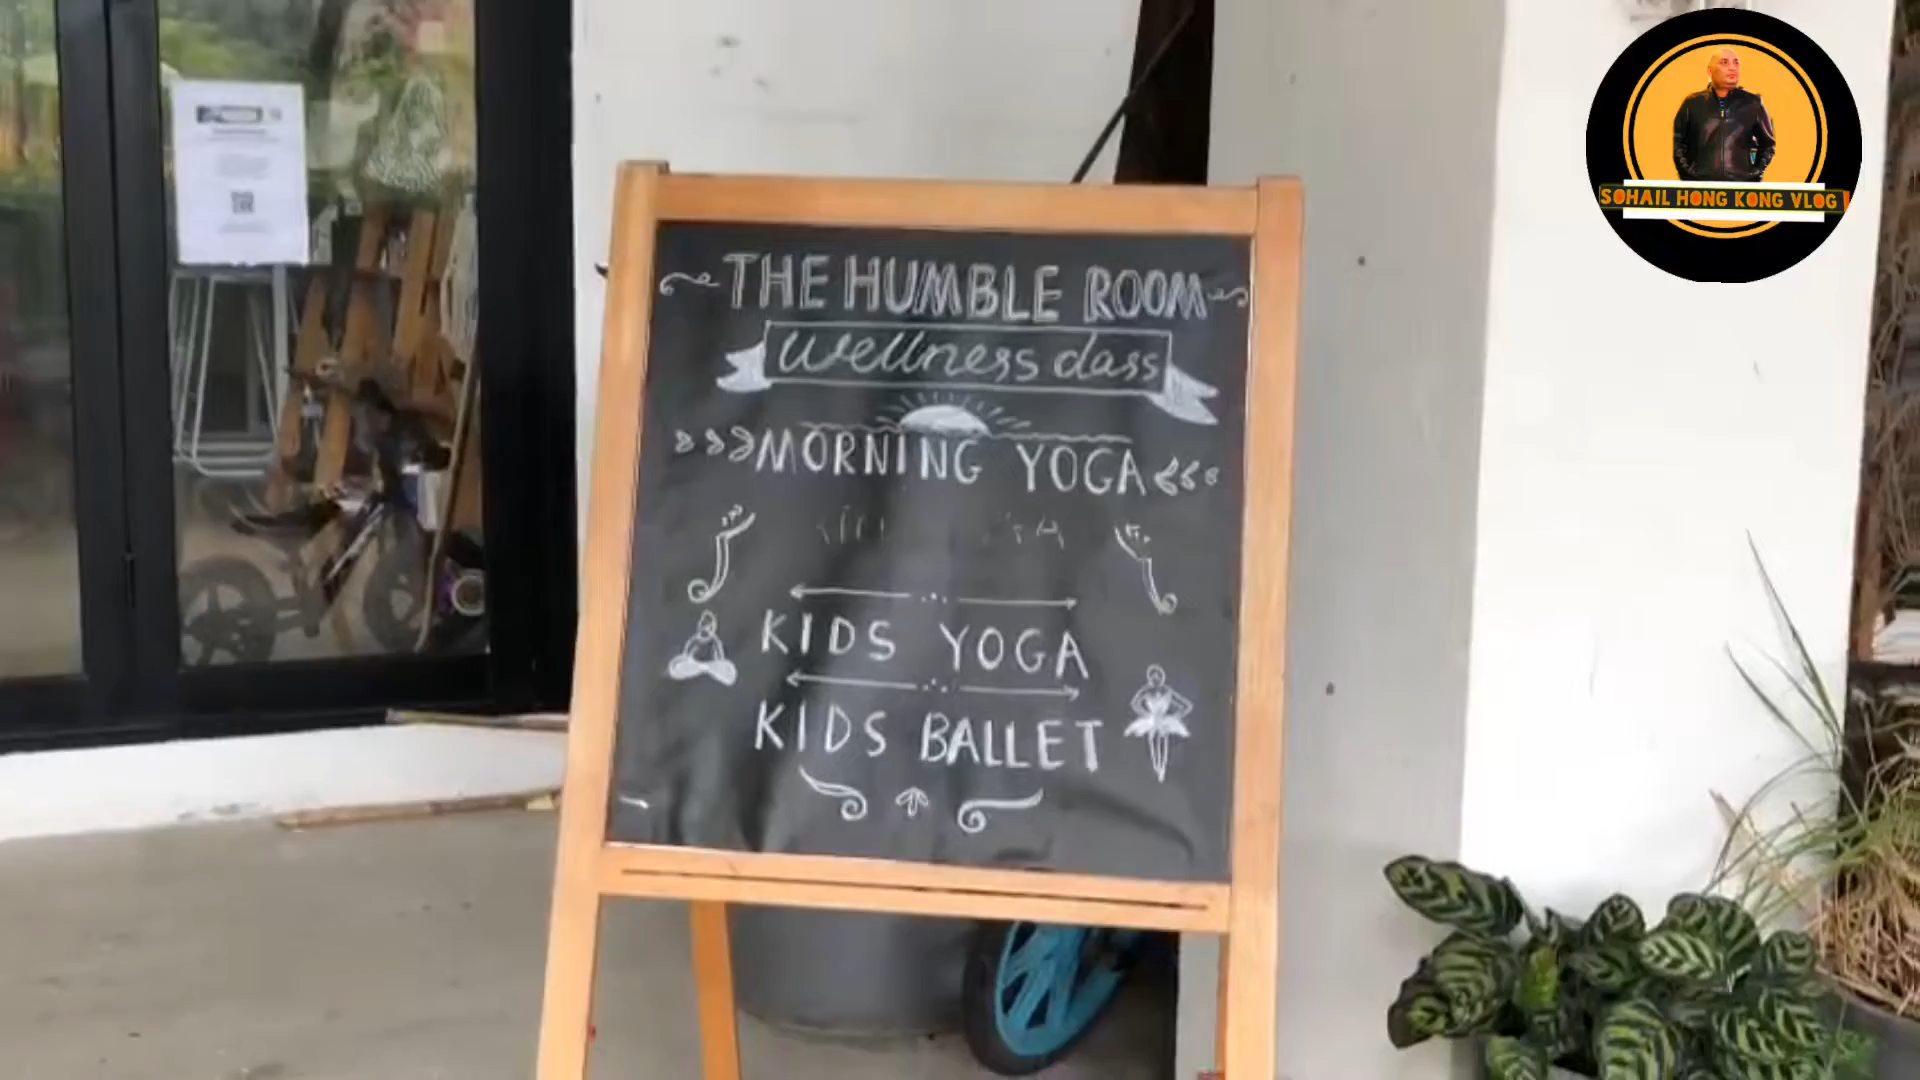 SOHAIL HONG KONG VLOG
THE HUMBLE ROOM
Wellness class
MORNING YOGA
KIDS YOGA
KIDS BALLET